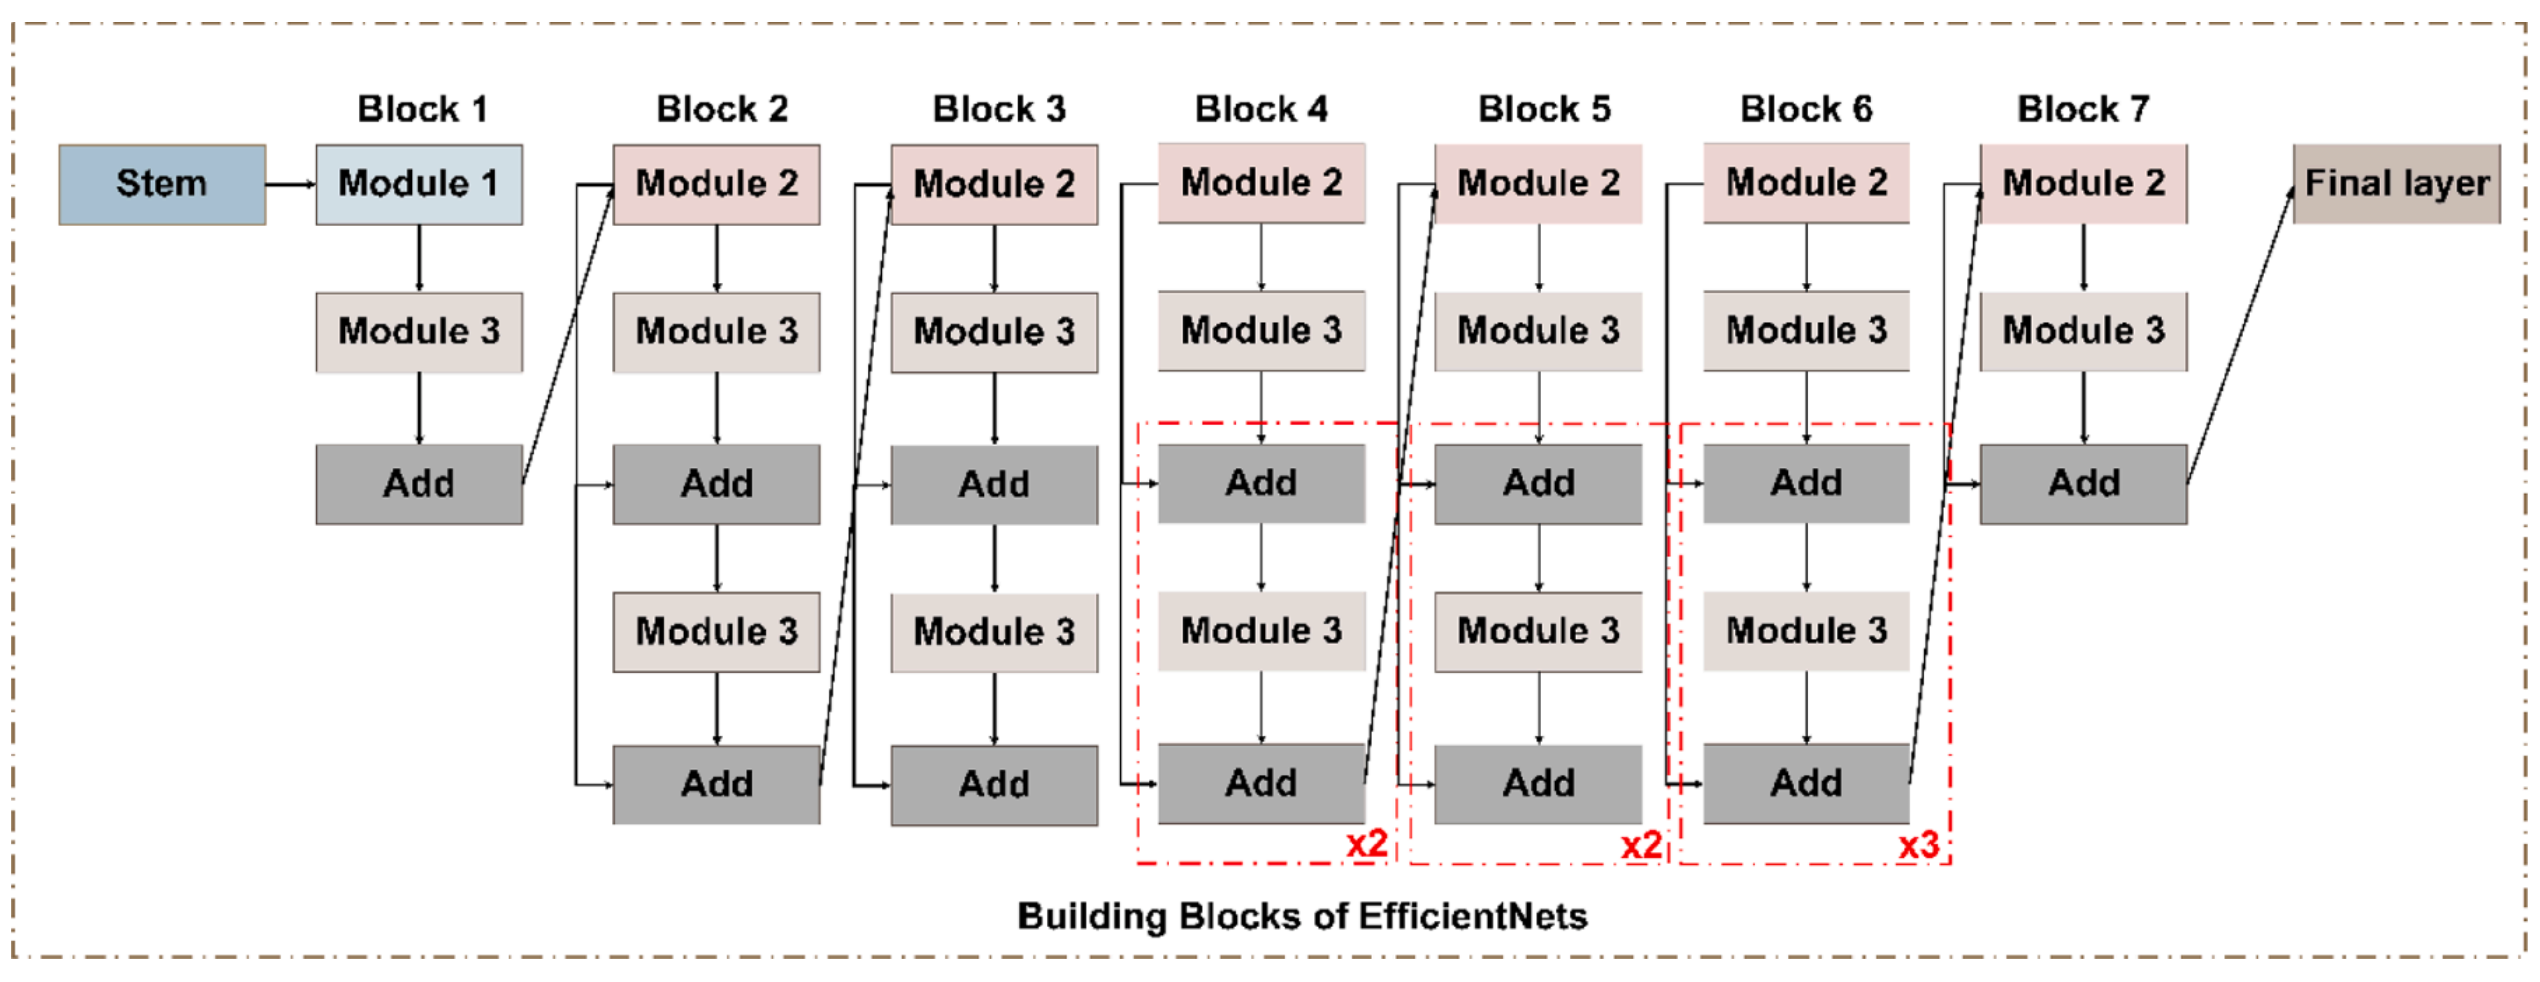 Block 1
Block 2
Block 3
Block 4
Block 5
Block 6
Block 7
Stem
Module 1
Module 2
Module 2
Module 2
Module 2
Module 2
Module 2
Final layer
Module 3
Module 3
Module 3
Module 3
Module 3
Module 3
Module 3
Add
Add
Add
Add
Add
Add
Add
Module 3
Module 3
Module 3
Module 3
Module 3
Add
Add
Add
Add
Add
x2
x2
x3
Building Blocks of EfficientNets